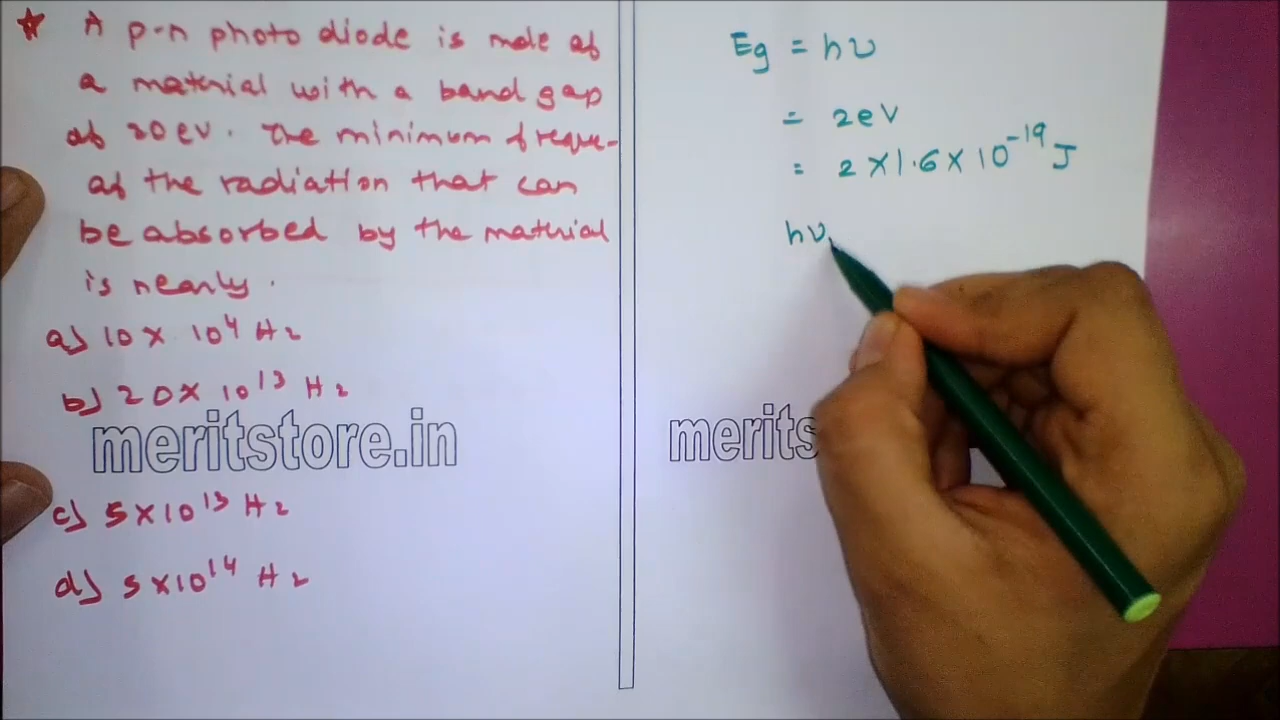 A p-n photo diode is made of
a material with a band gap
of 20 eV. The minimum freque-
of the radiation that can
be absorbed by the material
is nearly.
a) 10 × 10⁴ Hz
b) 20 × 10¹³ Hz
meritstore.in
c) 5 × 10¹³ Hz
d) 5 × 10¹⁴ Hz
Eg = hν
= 2eV
= 2 × 1.6 × 10⁻¹⁹ J
hν
merits